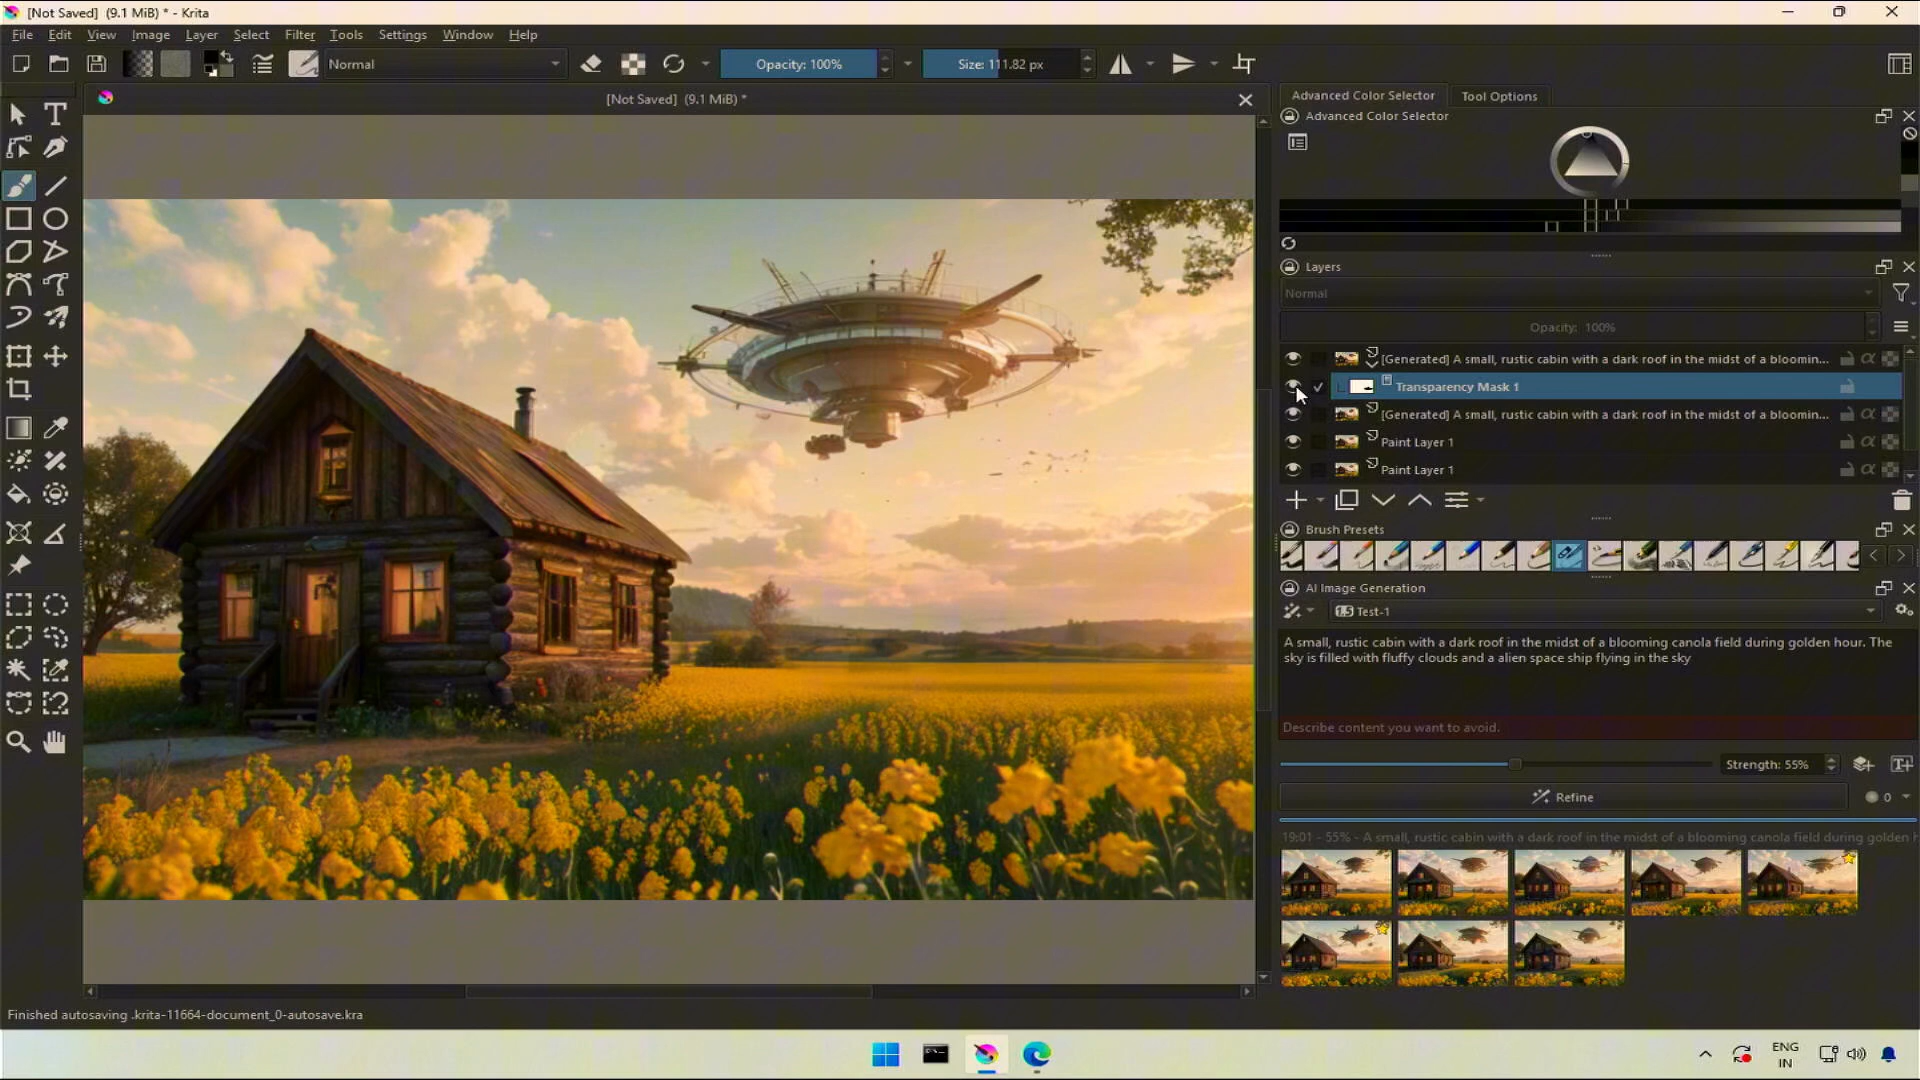 [Not Saved] (9.1 MiB) * - Krita
File Edit View Image Layer Select Filter Tools Settings Window Help
Normal
Opacity: 100%
Size: 111.82 px
[Not Saved] (9.1 MiB) *
Advanced Color Selector
Tool Options
Advanced Color Selector
Layers
Normal
Opacity: 100%
[Generated] A small, rustic cabin with a dark roof in the midst of a bloomin...
Transparency Mask 1
[Generated] A small, rustic cabin with a dark roof in the midst of a bloomin...
Paint Layer 1
Paint Layer 1
Brush Presets
AI Image Generation
1.5 Test-1
A small, rustic cabin with a dark roof in the midst of a blooming canola field during golden hour. The
sky is filled with fluffy clouds and a alien space ship flying in the sky
Describe content you want to avoid.
Strength: 55%
Refine
0
19:01 - 55% - A small, rustic cabin with a dark roof in the midst of a blooming canola field during golden h
Finished autosaving .krita-11664-document_0-autosave.kra
ENG
IN